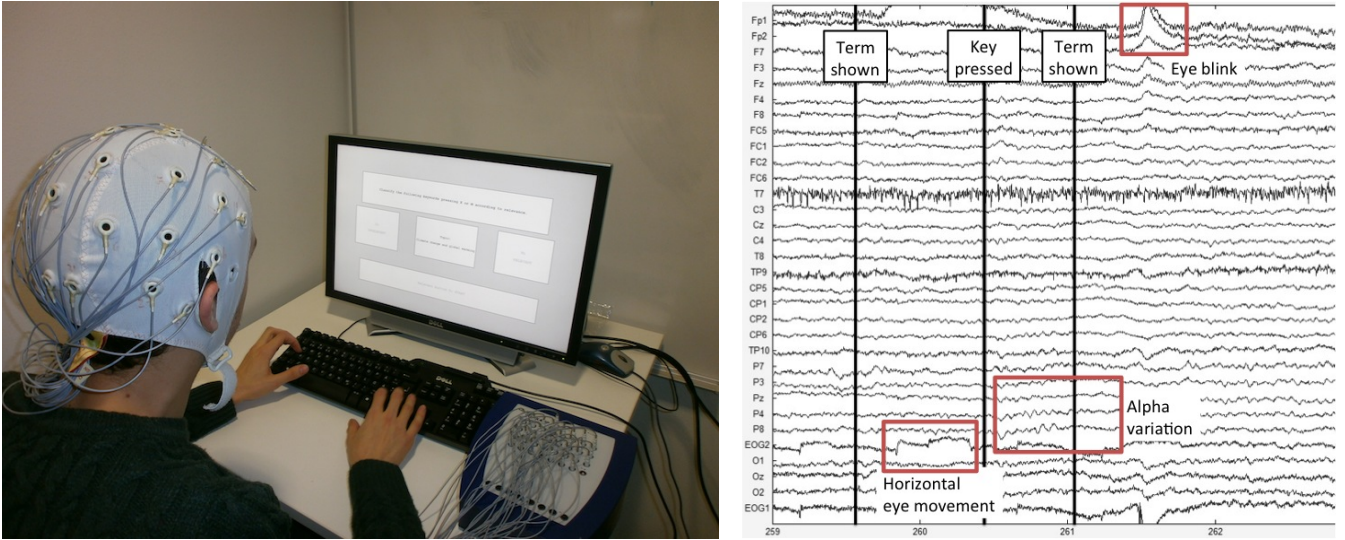 DELL
DELL
Fp1
Fp2
F7
F3
Fz
F4
F8
FC5
FC1
FC2
FC6
T7
C3
Cz
C4
T8
TP9
CP5
CP1
CP2
CP6
TP10
P7
P3
Pz
P4
P8
EOG2
O1
Oz
O2
EOG1
Term
shown
Key
pressed
Term
shown
Eye blink
Alpha
variation
Horizontal
eye movement
259
260
261
262